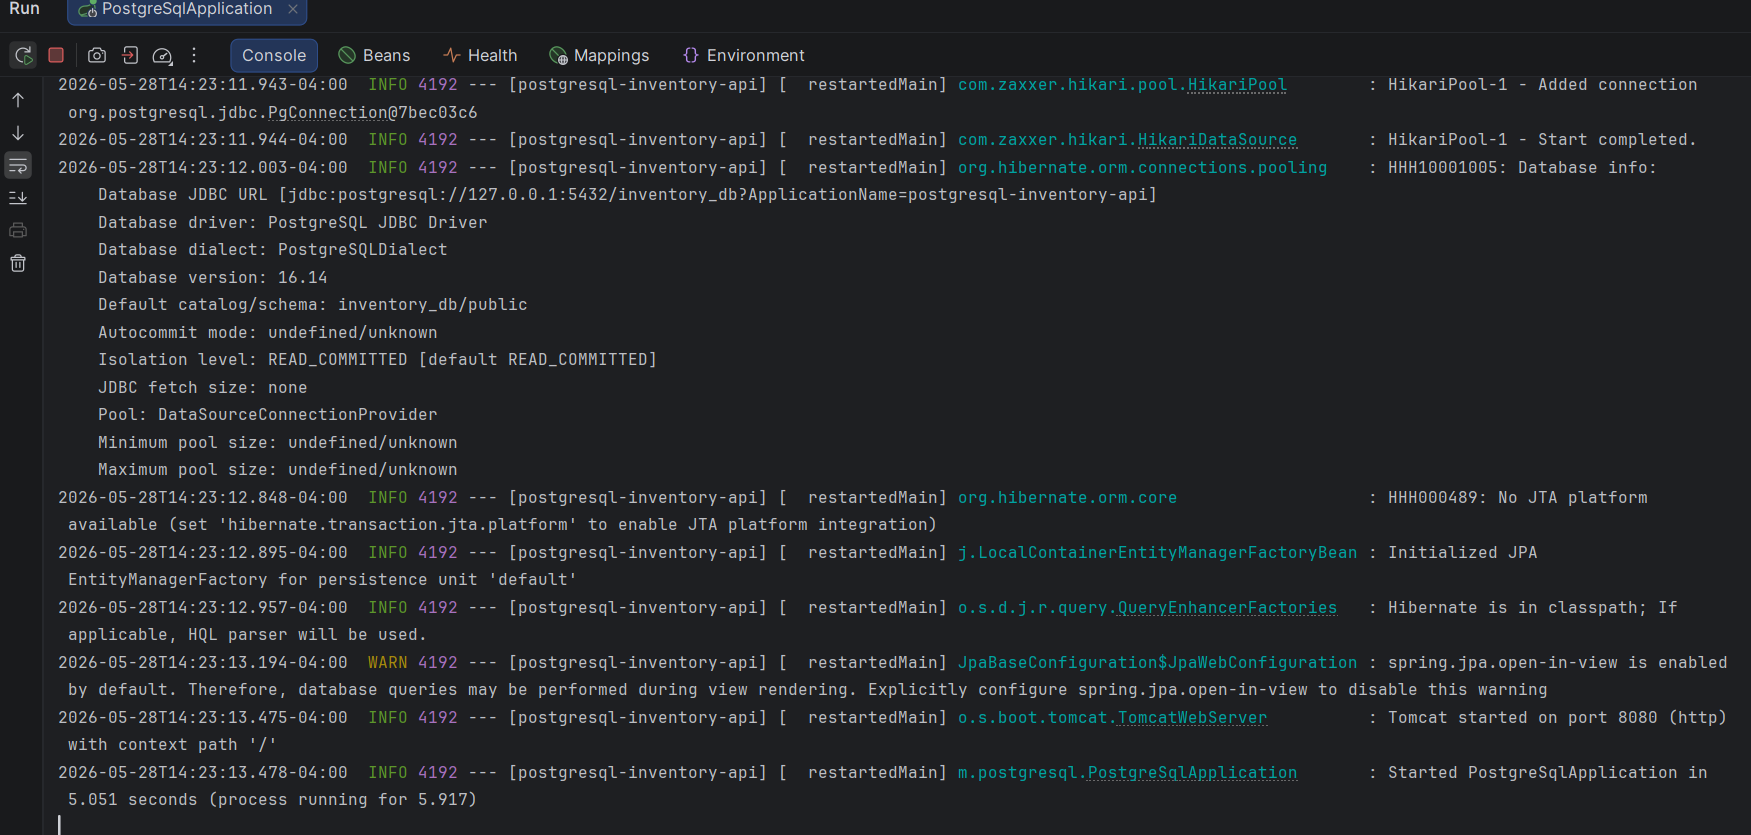 Run PostgreSqlApplication
Console Beans Health Mappings Environment
2026-05-28T14:23:11.943-04:00  INFO 4192 --- [postgresql-inventory-api] [  restartedMain] com.zaxxer.hikari.pool.HikariPool        : HikariPool-1 - Added connection
org.postgresql.jdbc.PgConnection@7bec03c6
2026-05-28T14:23:11.944-04:00  INFO 4192 --- [postgresql-inventory-api] [  restartedMain] com.zaxxer.hikari.HikariDataSource       : HikariPool-1 - Start completed.
2026-05-28T14:23:12.003-04:00  INFO 4192 --- [postgresql-inventory-api] [  restartedMain] org.hibernate.orm.connections.pooling    : HHH10001005: Database info:
Database JDBC URL [jdbc:postgresql://127.0.0.1:5432/inventory_db?ApplicationName=postgresql-inventory-api]
Database driver: PostgreSQL JDBC Driver
Database dialect: PostgreSQLDialect
Database version: 16.14
Default catalog/schema: inventory_db/public
Autocommit mode: undefined/unknown
Isolation level: READ_COMMITTED [default READ_COMMITTED]
JDBC fetch size: none
Pool: DataSourceConnectionProvider
Minimum pool size: undefined/unknown
Maximum pool size: undefined/unknown
2026-05-28T14:23:12.848-04:00  INFO 4192 --- [postgresql-inventory-api] [  restartedMain] org.hibernate.orm.core                   : HHH000489: No JTA platform
available (set 'hibernate.transaction.jta.platform' to enable JTA platform integration)
2026-05-28T14:23:12.895-04:00  INFO 4192 --- [postgresql-inventory-api] [  restartedMain] j.LocalContainerEntityManagerFactoryBean : Initialized JPA
EntityManagerFactory for persistence unit 'default'
2026-05-28T14:23:12.957-04:00  INFO 4192 --- [postgresql-inventory-api] [  restartedMain] o.s.d.j.r.query.QueryEnhancerFactories   : Hibernate is in classpath; If
applicable, HQL parser will be used.
2026-05-28T14:23:13.194-04:00  WARN 4192 --- [postgresql-inventory-api] [  restartedMain] JpaBaseConfiguration$JpaWebConfiguration : spring.jpa.open-in-view is enabled
by default. Therefore, database queries may be performed during view rendering. Explicitly configure spring.jpa.open-in-view to disable this warning
2026-05-28T14:23:13.475-04:00  INFO 4192 --- [postgresql-inventory-api] [  restartedMain] o.s.boot.tomcat.TomcatWebServer          : Tomcat started on port 8080 (http)
with context path '/'
2026-05-28T14:23:13.478-04:00  INFO 4192 --- [postgresql-inventory-api] [  restartedMain] m.postgresql.PostgreSqlApplication       : Started PostgreSqlApplication in
5.051 seconds (process running for 5.917)